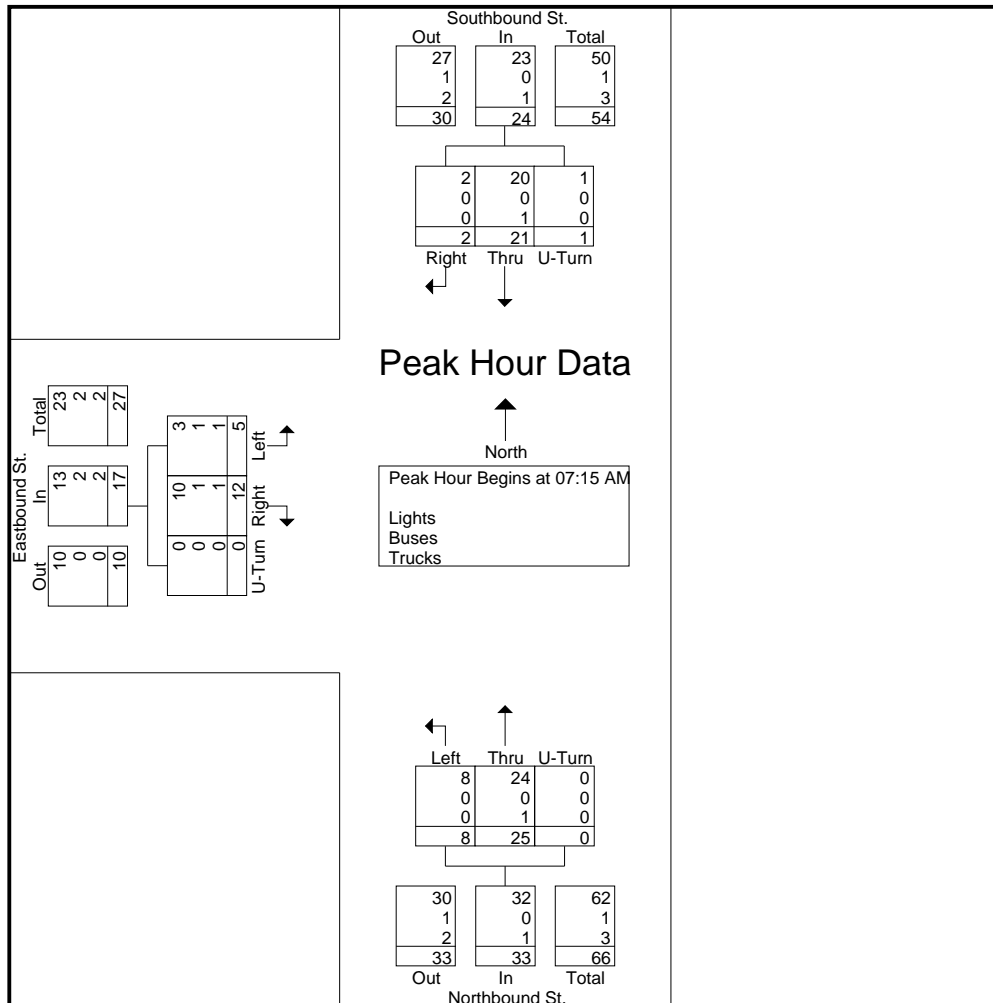 Southbound St.
Out In Total
27 23 50
1 0 1
2 1 3
30 24 54
2 20 1
0 0 0
0 1 0
2 21 1
Right Thru U-Turn
Peak Hour Data
North
Peak Hour Begins at 07:15 AM
Lights
Buses
Trucks
Eastbound St.
Out In Total
10 13 23
0 2 2
0 2 2
10 17 27
U-Turn Right Left
0 10 3
0 1 1
0 1 1
0 12 5
Left Thru U-Turn
8 24 0
0 0 0
0 1 0
8 25 0
30 32 62
1 0 1
2 1 3
33 33 66
Out In Total
Northbound St.